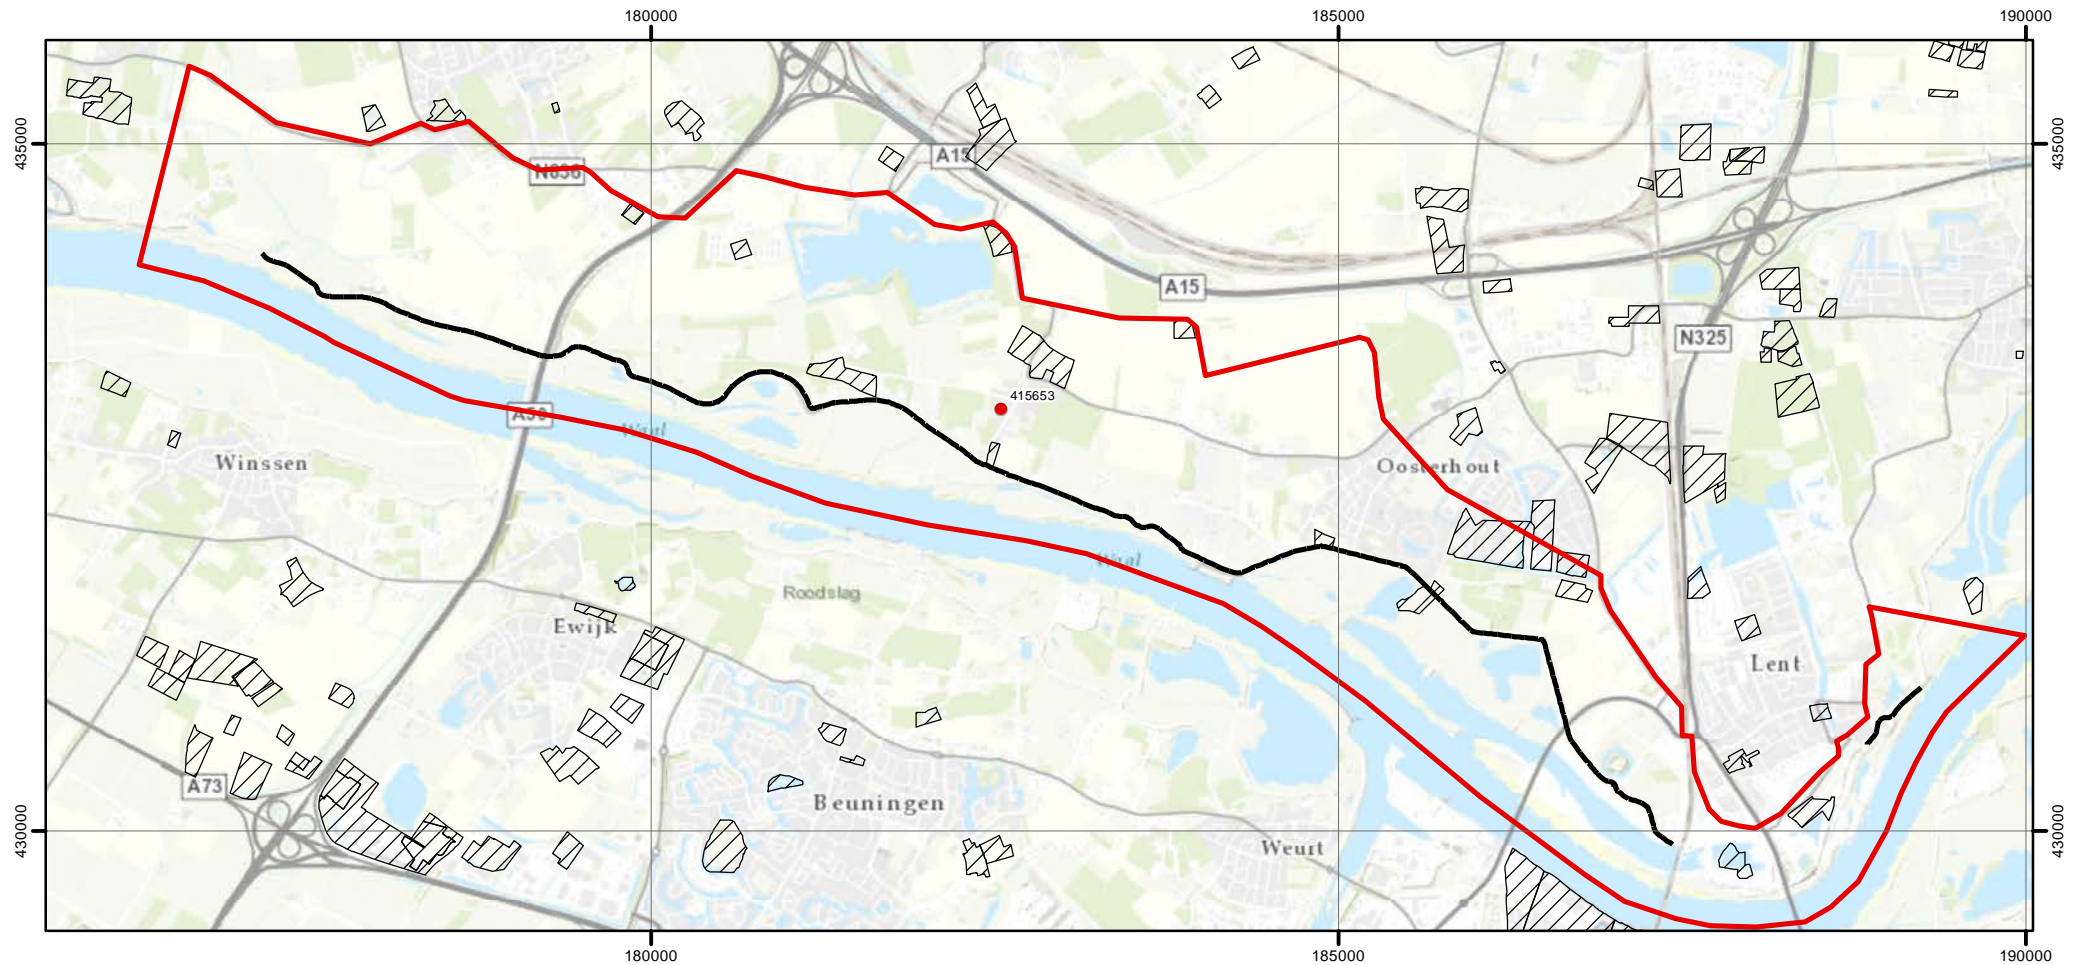 180000
185000
190000
435000
435000
N836
A15
A15
N325
415653
A50
Waal
Winssen
Oosterhout
Waal
Roodslag
Ewijk
Lent
A73
Beuningen
Weurt
430000
430000
180000
185000
190000